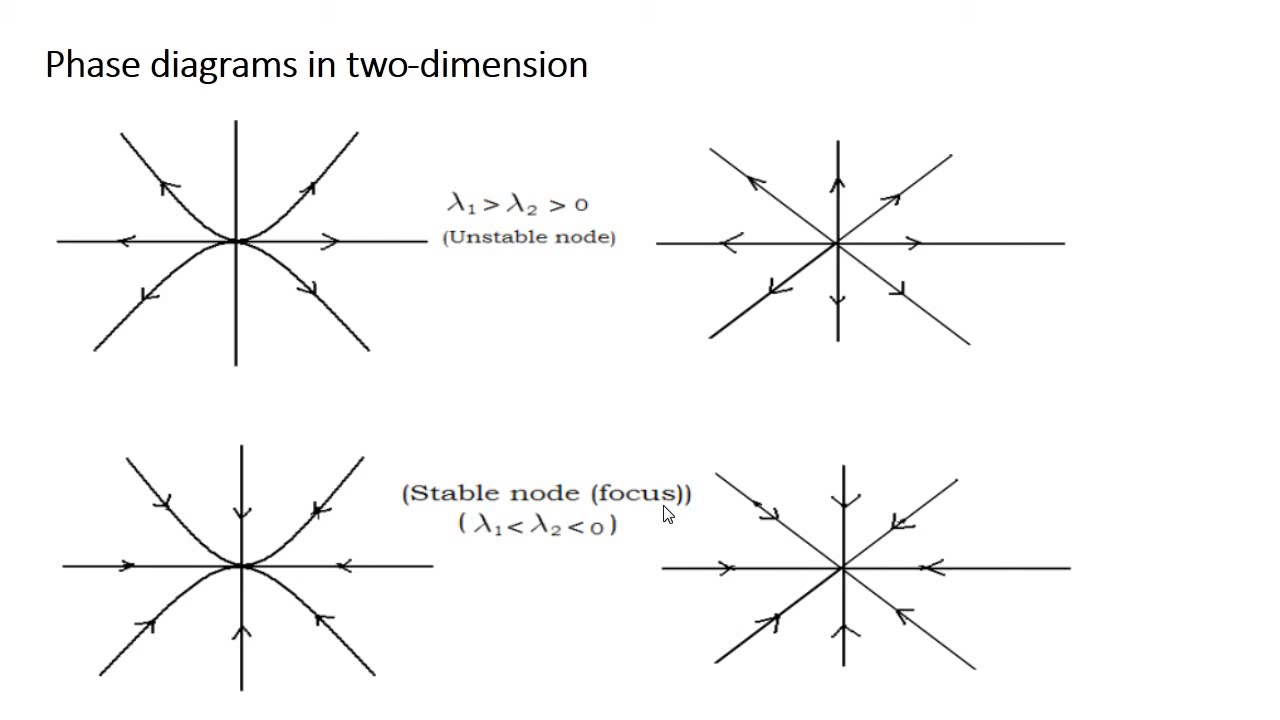 Phase diagrams in two-dimension
λ₁ > λ₂ > 0
(Unstable node)
(Stable node (focus))
( λ₁ < λ₂ < 0 )